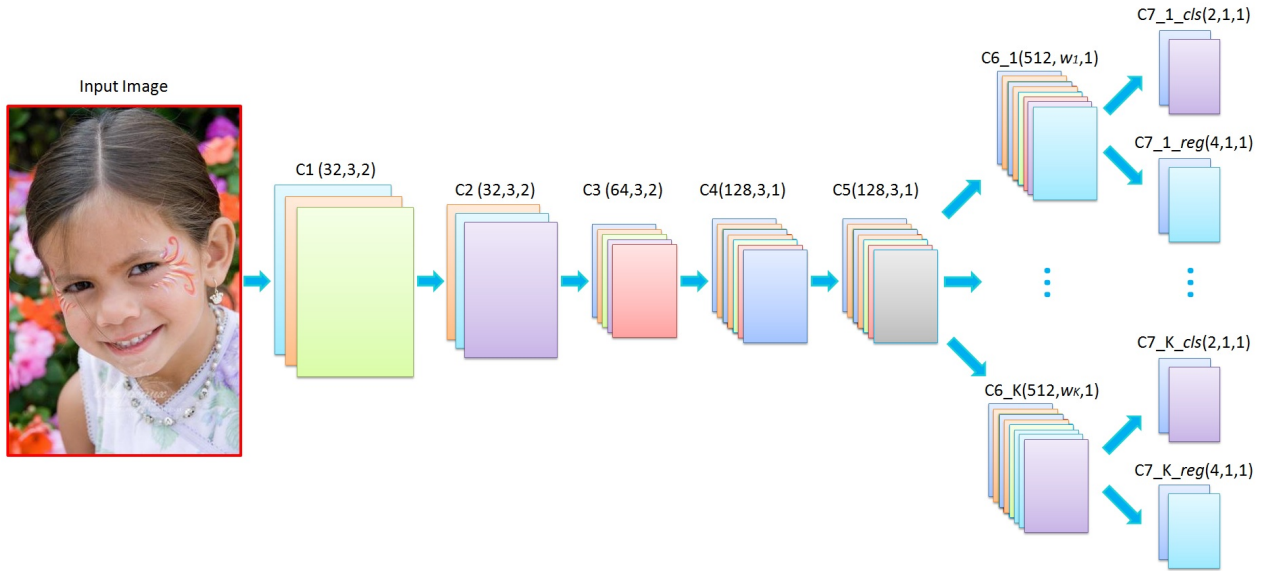 Input Image
C1 (32,3,2)
C2 (32,3,2)
C3 (64,3,2)
C4(128,3,1)
C5(128,3,1)
C6_1(512, w₁,1)
C7_1_cls(2,1,1)
C7_1_reg(4,1,1)
C6_K(512,wₖ,1)
C7_K_cls(2,1,1)
C7_K_reg(4,1,1)